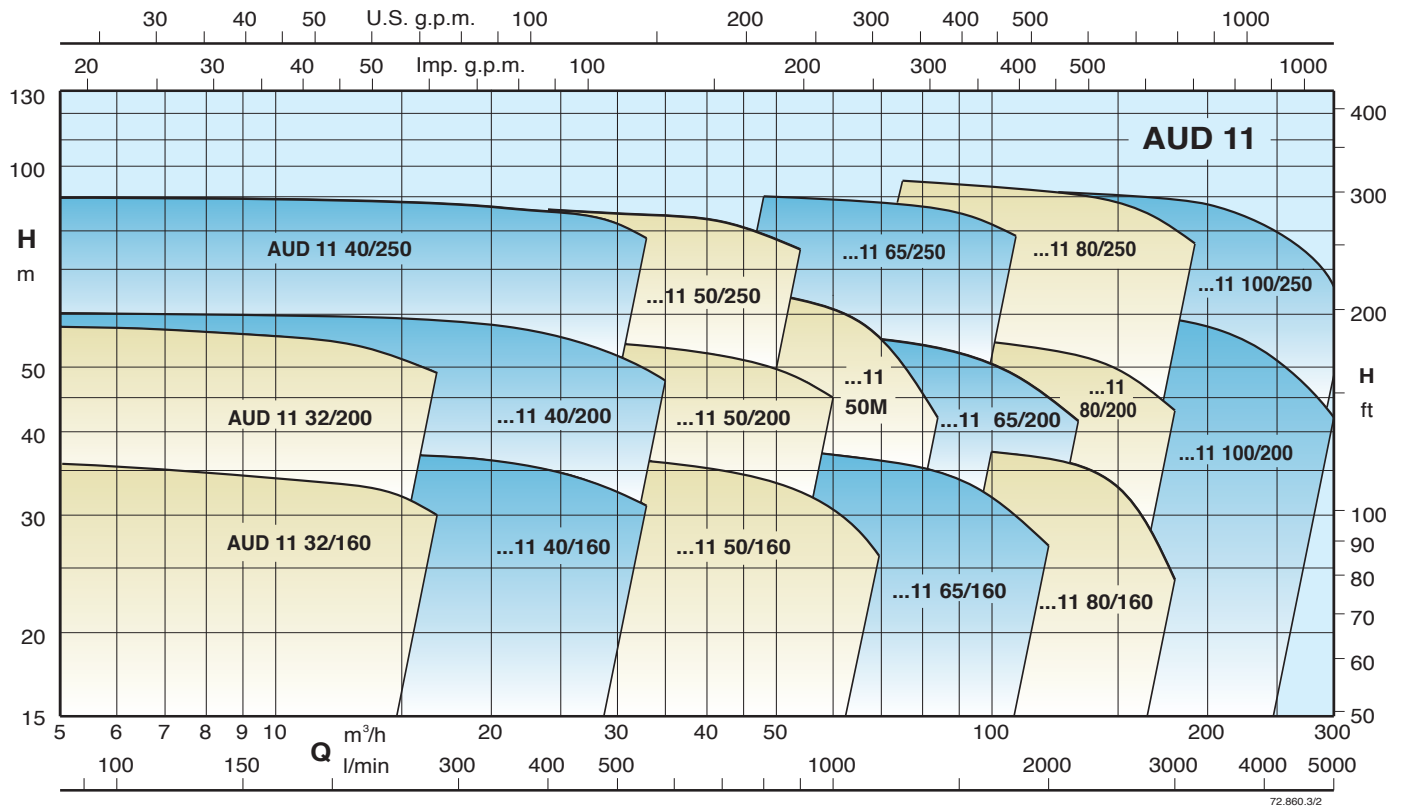 30 40 50 U.S. g.p.m. 100 200 300 400 500 1000
20 30 40 50 Imp. g.p.m. 100 200 300 400 500 1000
130
400
AUD 11
100
300
H
m
AUD 11 40/250
...11 65/250
...11 80/250
...11 100/250
...11 50/250
200
50
...11
50M
...11
80/200
H
ft
AUD 11 32/200
...11 40/200
...11 50/200
...11 65/200
40
...11 100/200
30
100
AUD 11 32/160
...11 40/160
...11 50/160
90
80
...11 65/160
...11 80/160
70
20
60
15
50
5 6 7 8 9 10 m³/h 20 30 40 50 100 200 300
Q
100 150 l/min 300 400 500 1000 2000 3000 4000 5000
72.860.3/2